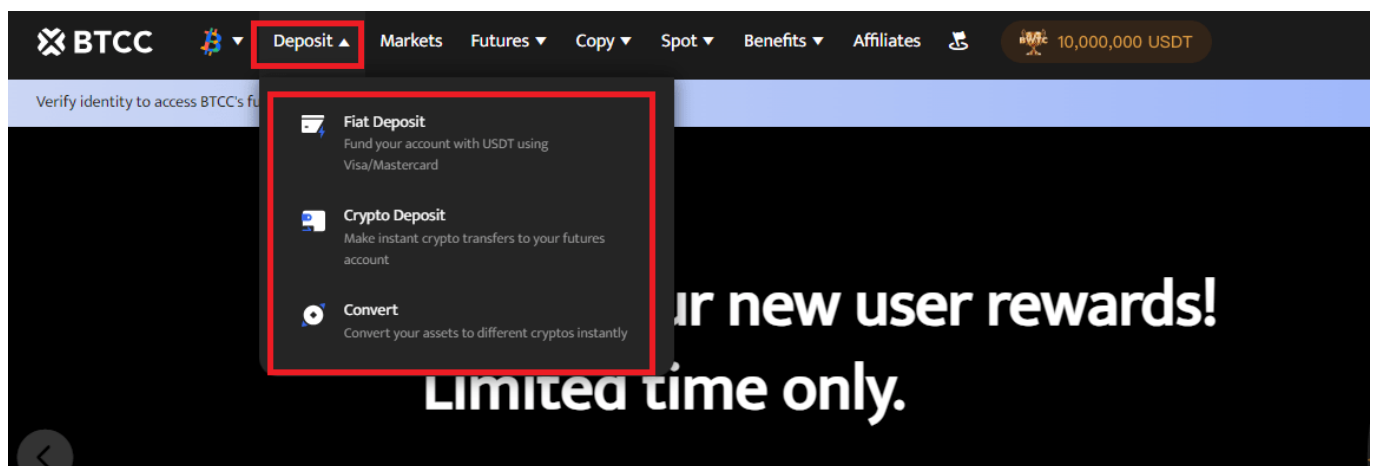 BTCC
Deposit ▲ Markets Futures ▼ Copy ▼ Spot ▼ Benefits ▼ Affiliates 10,000,000 USDT
Verify identity to access BTCC's
Fiat Deposit
Fund your account with USDT using
Visa/Mastercard
Crypto Deposit
Make instant crypto transfers to your futures
account
Convert
Convert your assets to different cryptos instantly
new user rewards!
Limited time only.